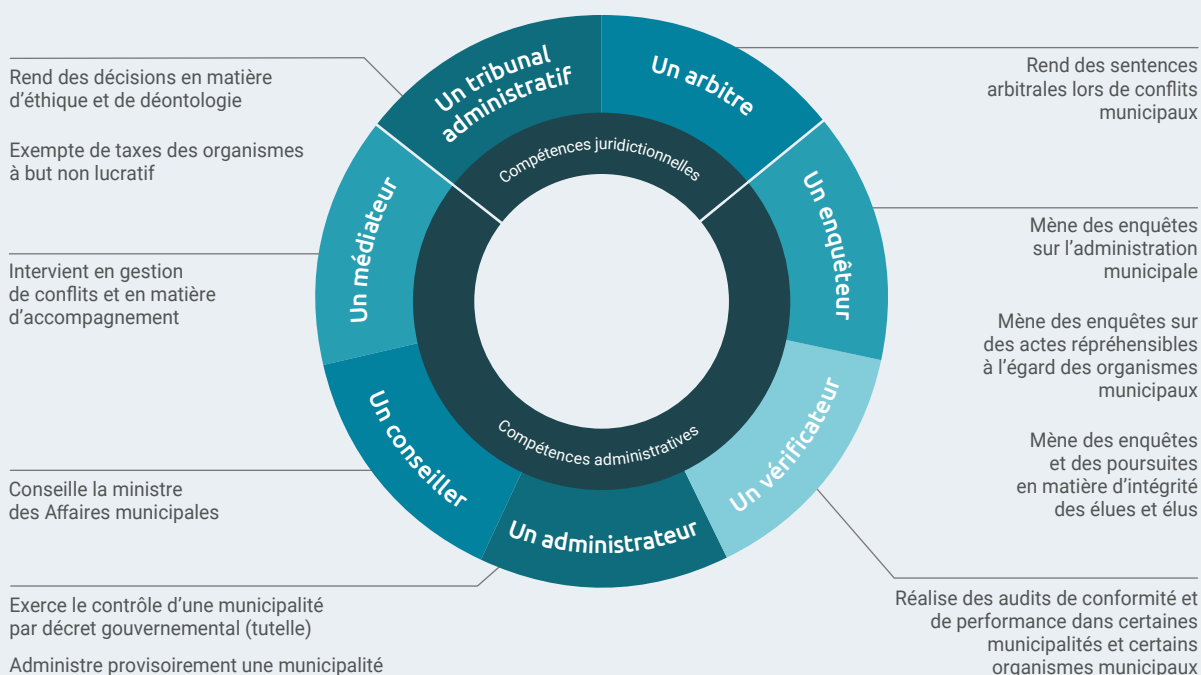 Rend des décisions en matière
d'éthique et de déontologie
Exempte de taxes des organismes
à but non lucratif
Intervient en gestion
de conflits et en matière
d'accompagnement
Conseille la ministre
des Affaires municipales
Exerce le contrôle d'une municipalité
par décret gouvernemental (tutelle)
Administre provisoirement une municipalité
Un tribunal
administratif
Un arbitre
Un enquêteur
Un vérificateur
Un administrateur
Un conseiller
Un médiateur
Compétences juridictionnelles
Compétences administratives
Rend des sentences
arbitrales lors de conflits
municipaux
Mène des enquêtes
sur l'administration
municipale
Mène des enquêtes sur
des actes répréhensibles
à l'égard des organismes
municipaux
Mène des enquêtes
et des poursuites
en matière d'intégrité
des élues et élus
Réalise des audits de conformité et
de performance dans certaines
municipalités et certains
organismes municipaux